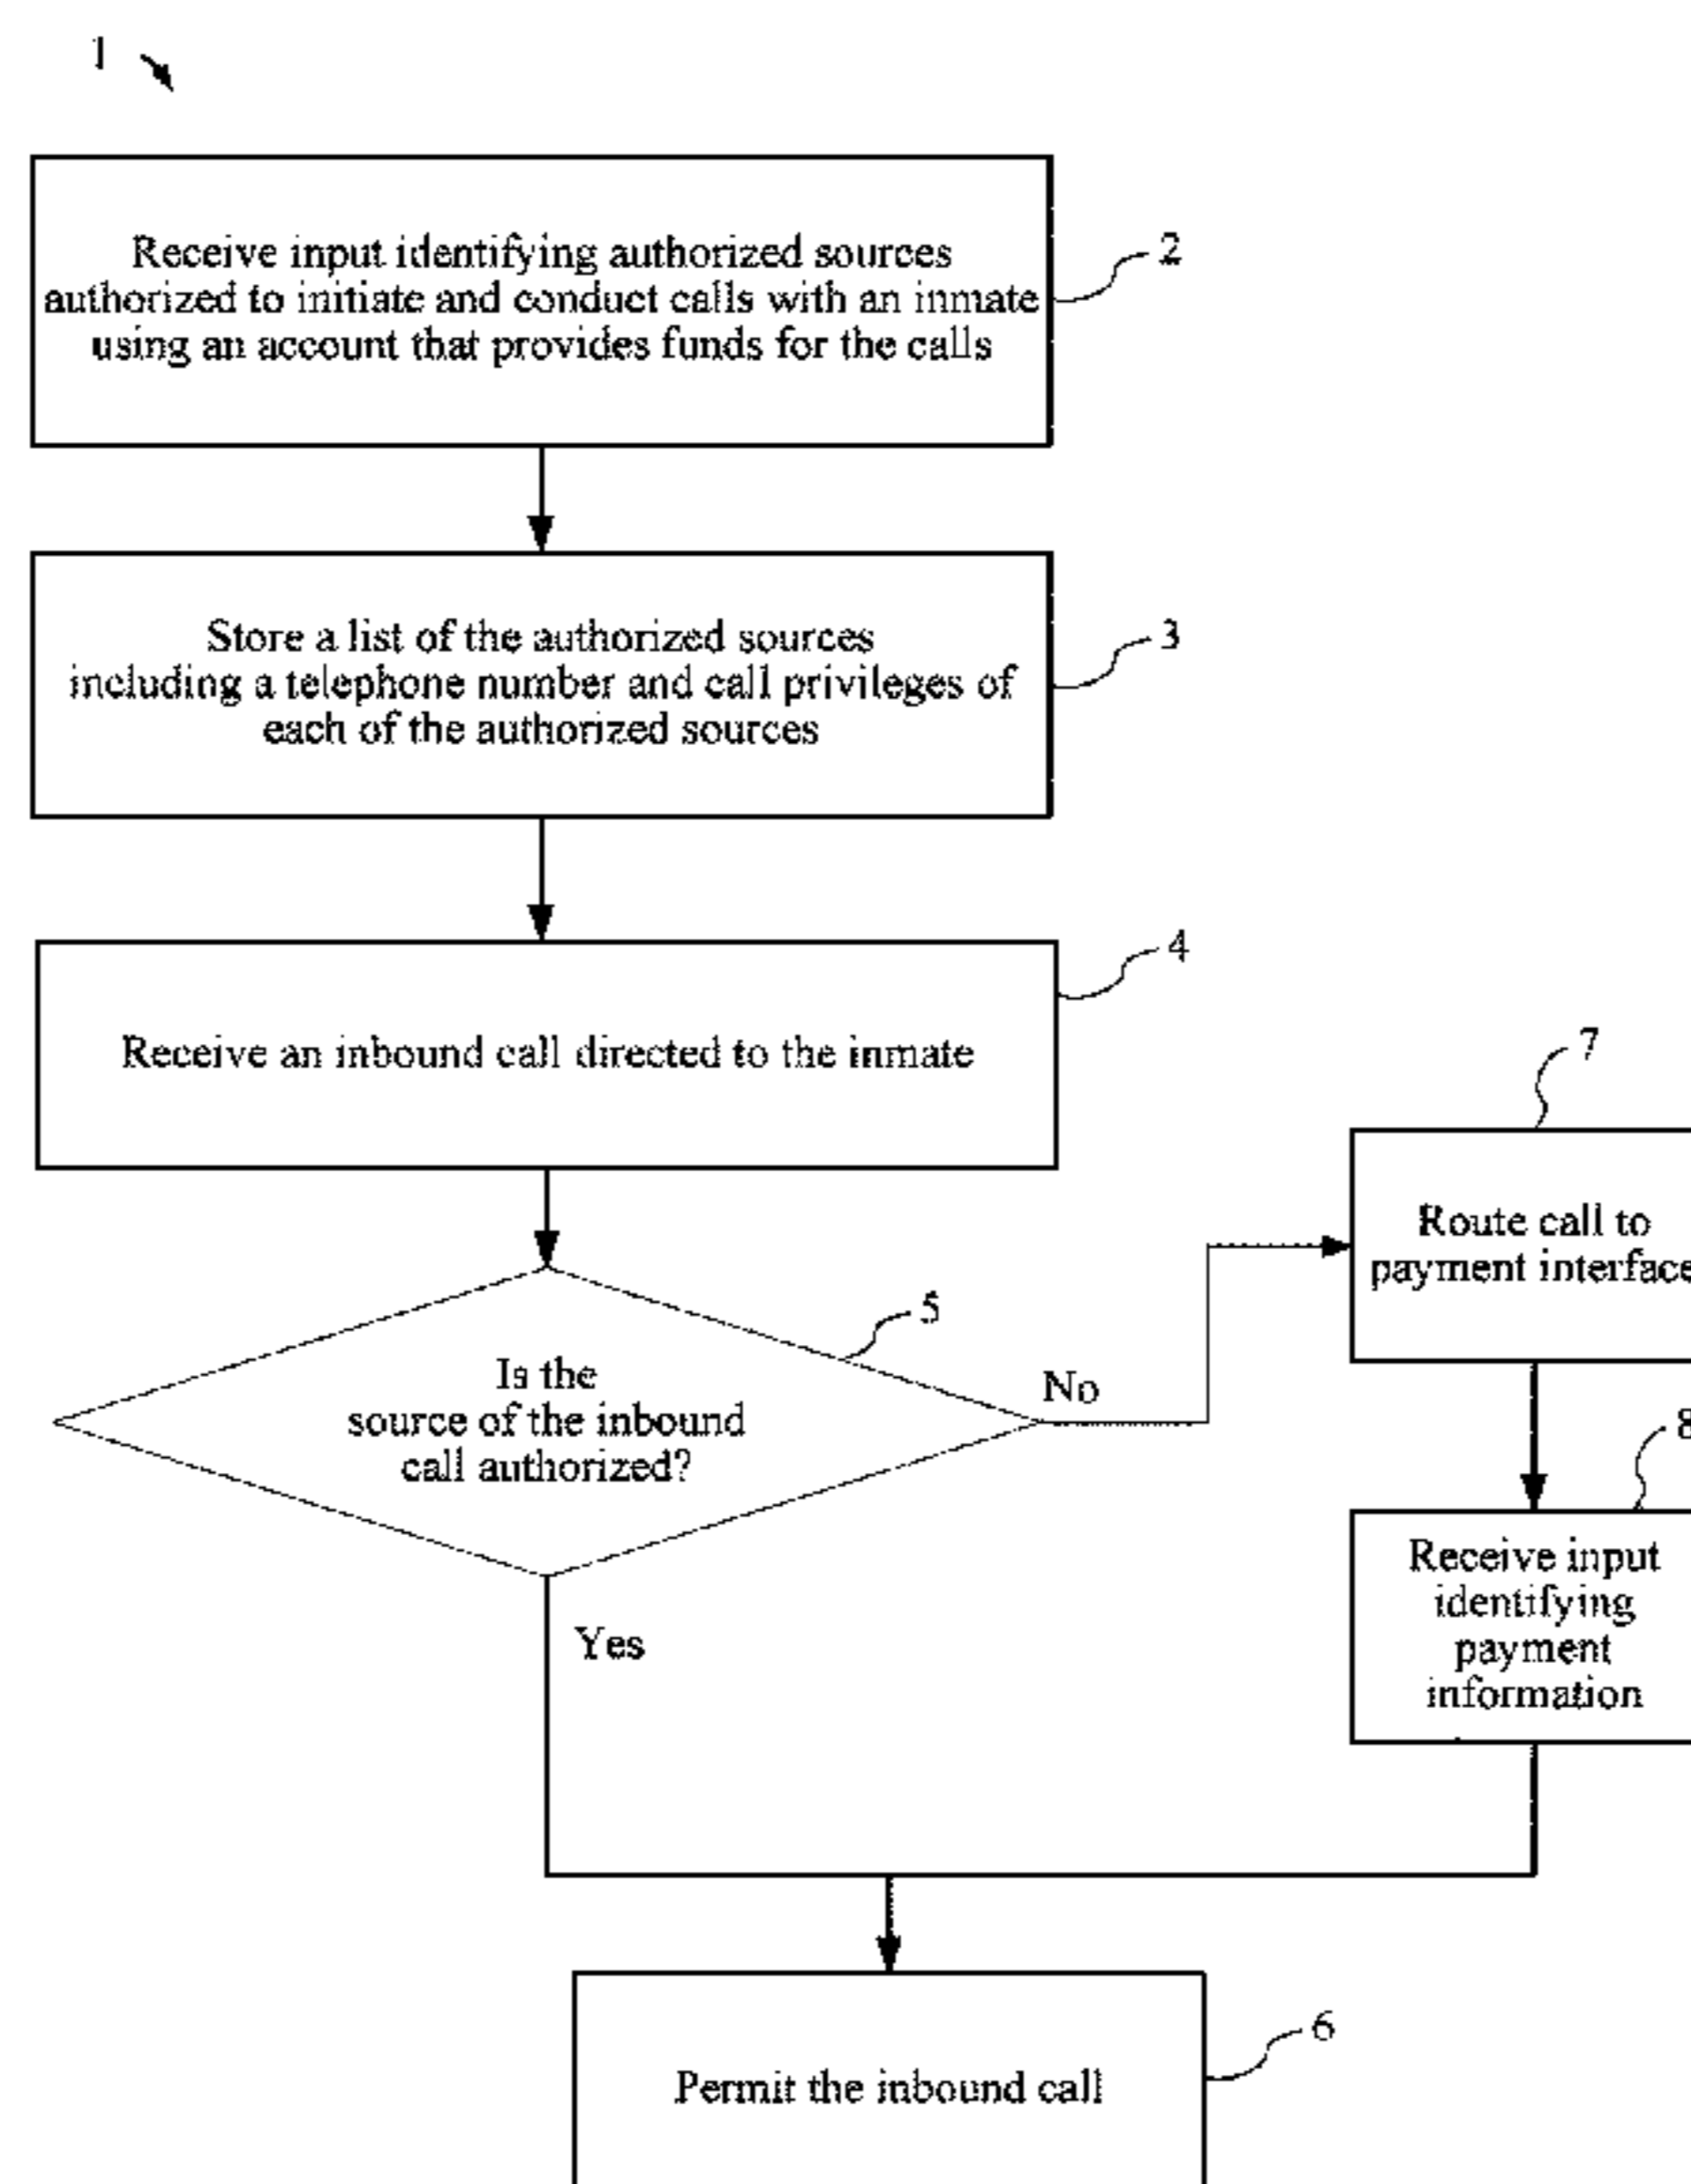 1
Receive input identifying authorized sources
authorized to initiate and conduct calls with an inmate
using an account that provides funds for the calls
2
Store a list of the authorized sources
including a telephone number and call privileges of
each of the authorized sources
3
4
Receive an inbound call directed to the inmate
7
Route call to
payment interface
5
Is the
source of the inbound
call authorized?
No
8
Receive input
identifying
payment
information
Yes
6
Permit the inbound call